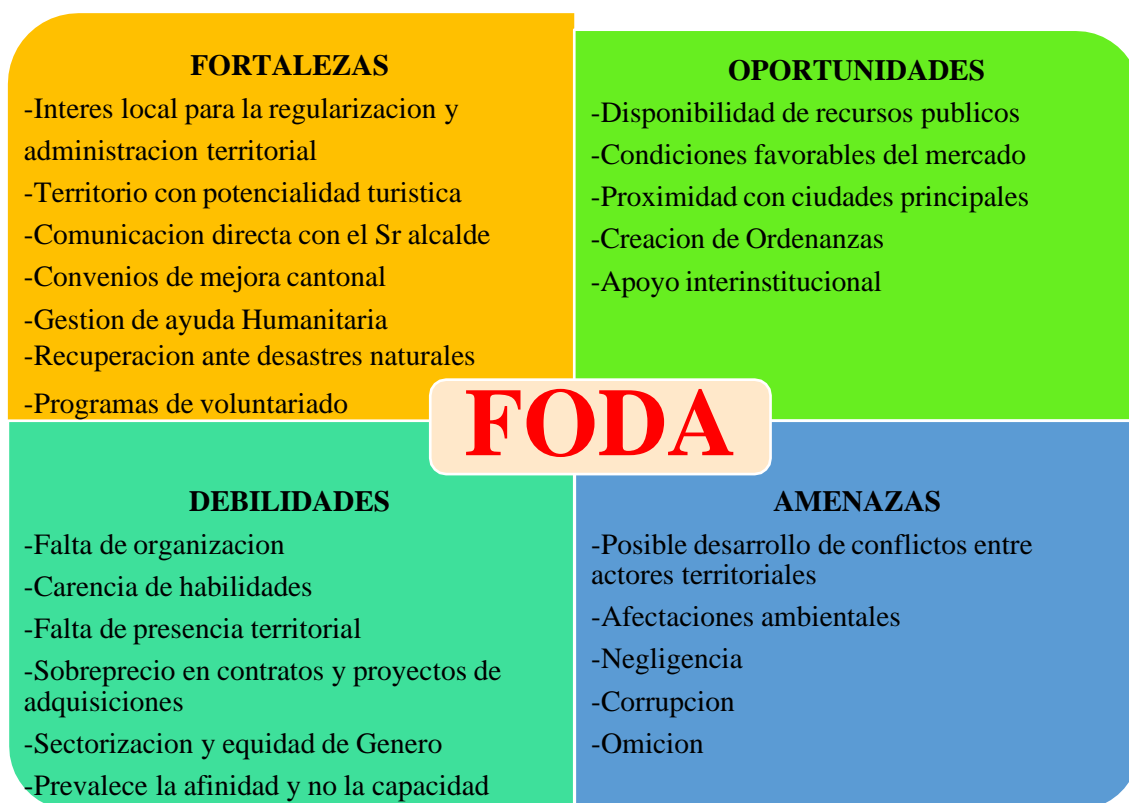 FORTALEZAS
-Interes local para la regularizacion y
administracion territorial
-Territorio con potencialidad turistica
-Comunicacion directa con el Sr alcalde
-Convenios de mejora cantonal
-Gestion de ayuda Humanitaria
-Recuperacion ante desastres naturales
-Programas de voluntariado
OPORTUNIDADES
-Disponibilidad de recursos publicos
-Condiciones favorables del mercado
-Proximidad con ciudades principales
-Creacion de Ordenanzas
-Apoyo interinstitucional
FODA
DEBILIDADES
-Falta de organizacion
-Carencia de habilidades
-Falta de presencia territorial
-Sobreprecio en contratos y proyectos de
adquisiciones
-Sectorizacion y equidad de Genero
-Prevalece la afinidad y no la capacidad
AMENAZAS
-Posible desarrollo de conflictos entre
actores territoriales
-Afectaciones ambientales
-Negligencia
-Corrupcion
-Omicion